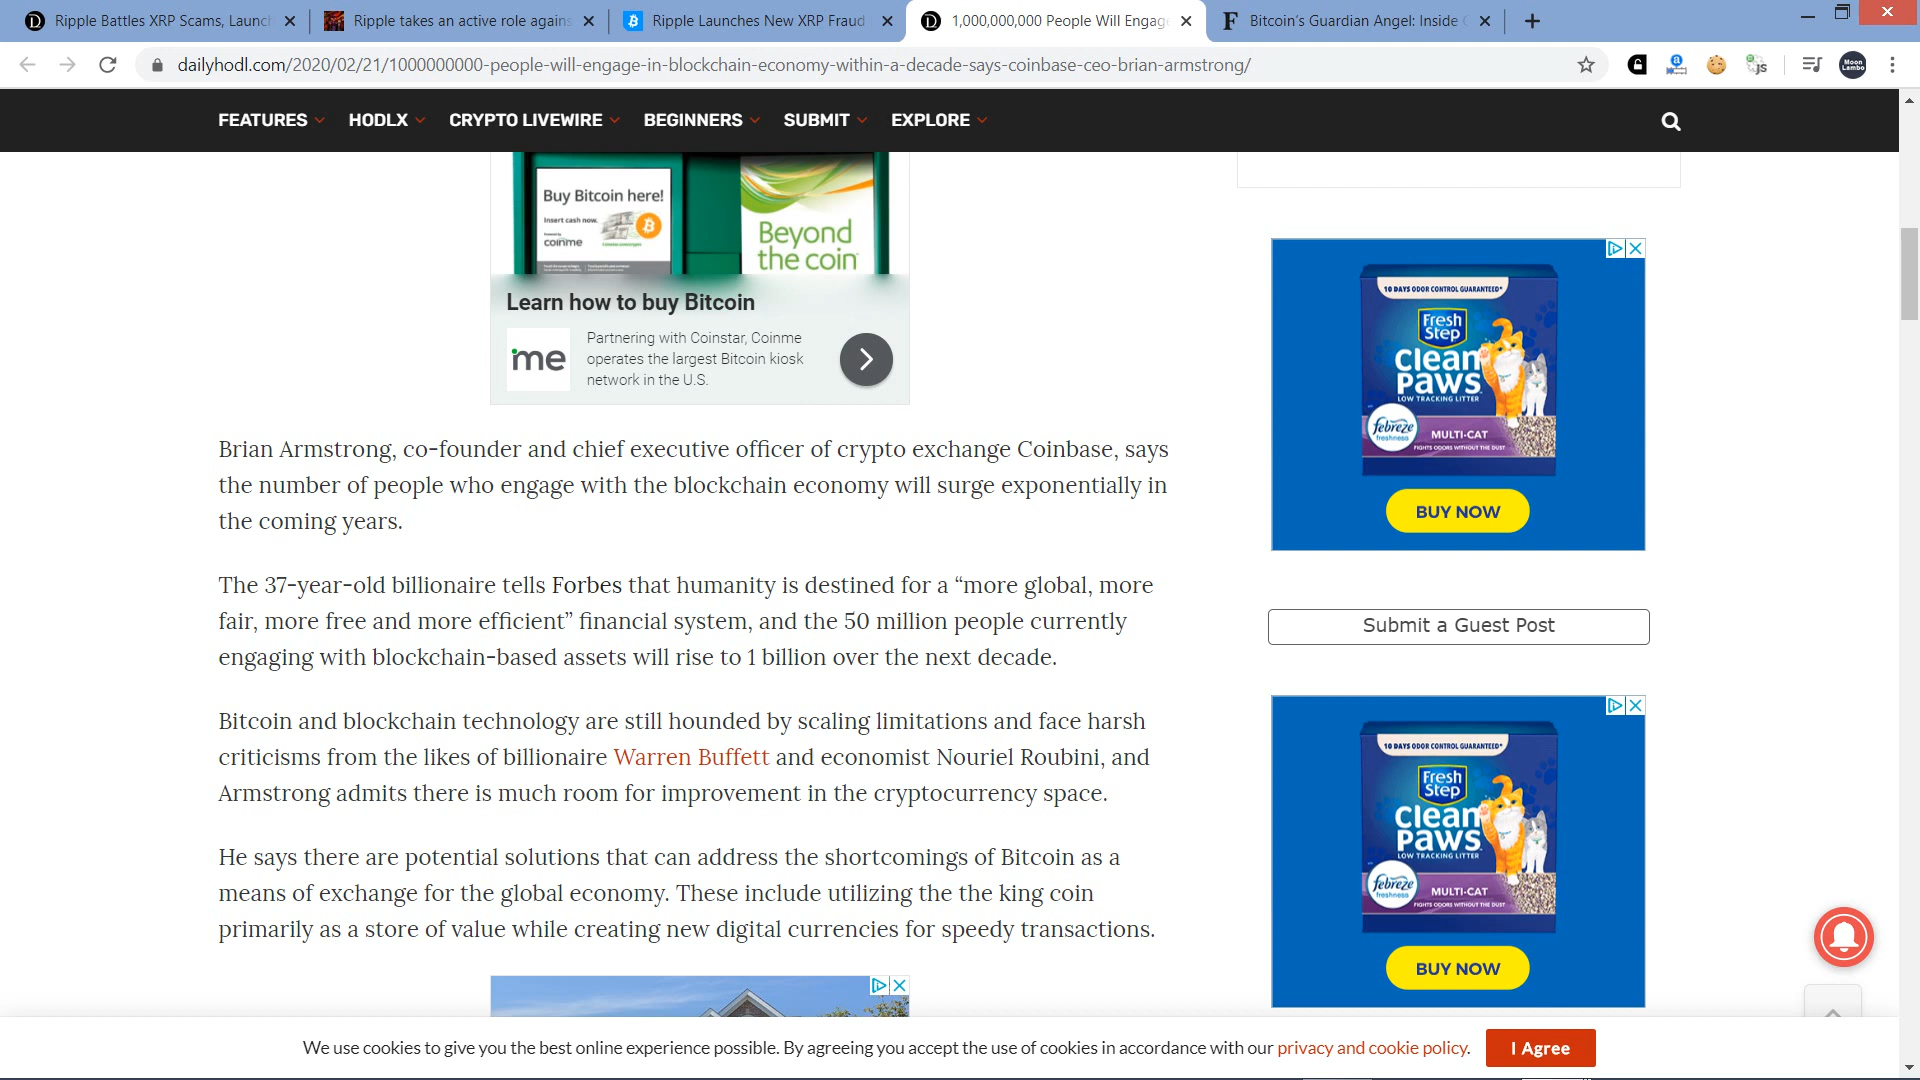 Ripple Battles XRP Scams, Launch
Ripple takes an active role agains
Ripple Launches New XRP Fraud
1,000,000,000 People Will Engage
Bitcoin's Guardian Angel: Inside
dailyhodl.com/2020/02/21/1000000000-people-will-engage-in-blockchain-economy-within-a-decade-says-coinbase-ceo-brian-armstrong/
Moon
Lambo
FEATURES HODLX CRYPTO LIVEWIRE BEGINNERS SUBMIT EXPLORE
Buy Bitcoin here!
Insert cash now.
coinme
Beyond
the coin
Learn how to buy Bitcoin
me
Partnering with Coinstar, Coinme
operates the largest Bitcoin kiosk
network in the U.S.
Brian Armstrong, co-founder and chief executive officer of crypto exchange Coinbase, says
the number of people who engage with the blockchain economy will surge exponentially in
the coming years.
The 37-year-old billionaire tells Forbes that humanity is destined for a “more global, more
fair, more free and more efficient” financial system, and the 50 million people currently
engaging with blockchain-based assets will rise to 1 billion over the next decade.
Bitcoin and blockchain technology are still hounded by scaling limitations and face harsh
criticisms from the likes of billionaire Warren Buffett and economist Nouriel Roubini, and
Armstrong admits there is much room for improvement in the cryptocurrency space.
He says there are potential solutions that can address the shortcomings of Bitcoin as a
means of exchange for the global economy. These include utilizing the the king coin
primarily as a store of value while creating new digital currencies for speedy transactions.
10 DAYS ODOR CONTROL GUARANTEED*
Fresh
Step
clean
paws
LOW TRACKING LITTER
febreze
freshness
MULTI-CAT
FIGHTS ODORS WITHOUT THE DUST
BUY NOW
Submit a Guest Post
10 DAYS ODOR CONTROL GUARANTEED*
Fresh
Step
clean
paws
LOW TRACKING LITTER
febreze
freshness
MULTI-CAT
FIGHTS ODORS WITHOUT THE DUST
BUY NOW
We use cookies to give you the best online experience possible. By agreeing you accept the use of cookies in accordance with our privacy and cookie policy.
I Agree